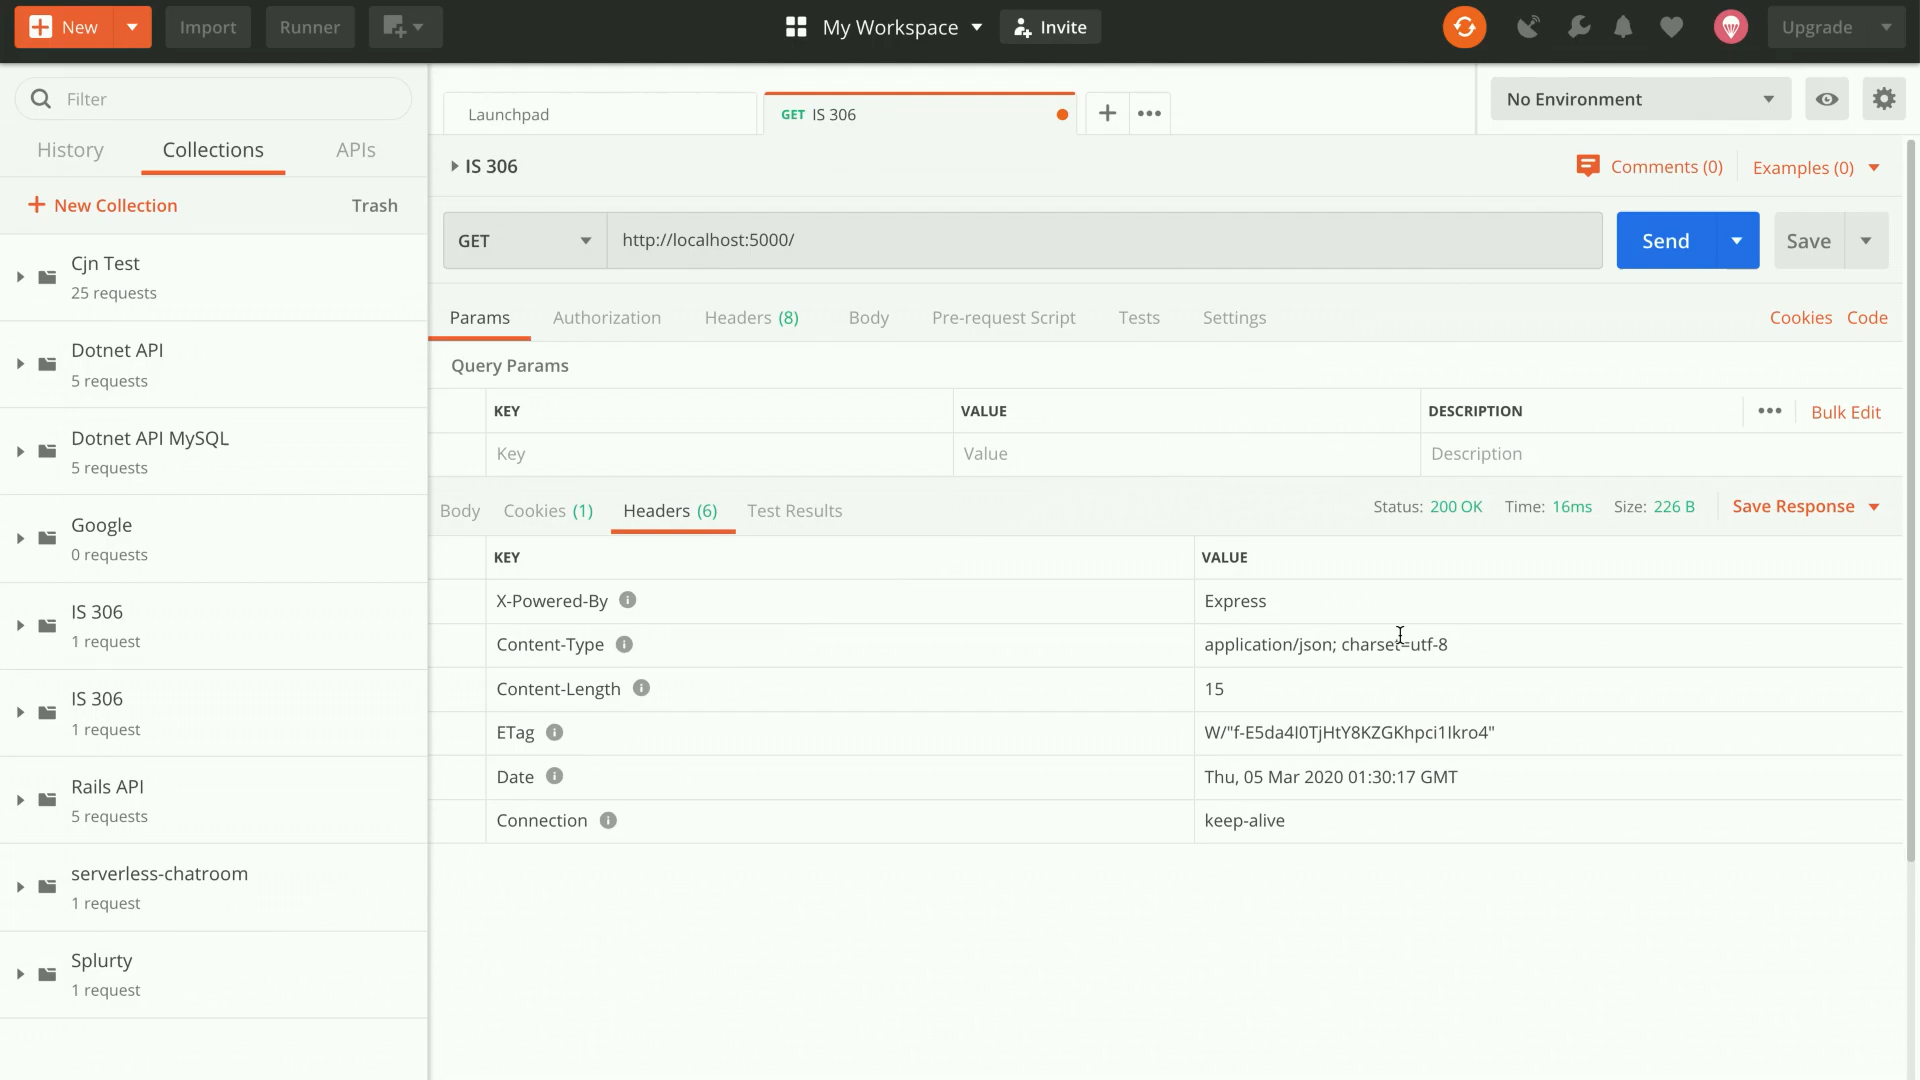 New
Import
Runner
My Workspace
Invite
Upgrade
Filter
History Collections APIs
New Collection Trash
Cjn Test
25 requests
Dotnet API
5 requests
Dotnet API MySQL
5 requests
Google
0 requests
IS 306
1 request
IS 306
1 request
Rails API
5 requests
serverless-chatroom
1 request
Splurty
1 request
Launchpad
GET IS 306
No Environment
IS 306
Comments (0)
Examples (0)
GET
http://localhost:5000/
Send
Save
Params Authorization Headers (8) Body Pre-request Script Tests Settings Cookies Code
Query Params
KEY VALUE DESCRIPTION Bulk Edit
Key Value Description
Body Cookies (1) Headers (6) Test Results Status: 200 OK Time: 16ms Size: 226 B Save Response
KEY VALUE
X-Powered-By Express
Content-Type application/json; charset=utf-8
Content-Length 15
ETag W/"f-E5da4I0TjHtY8KZGKhpci1Ikro4"
Date Thu, 05 Mar 2020 01:30:17 GMT
Connection keep-alive